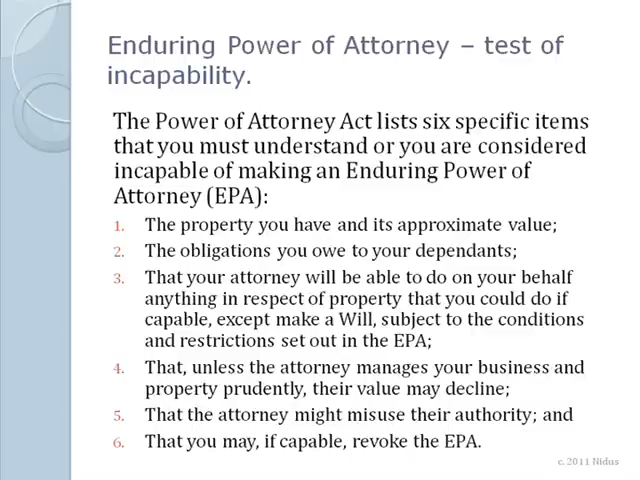 Enduring Power of Attorney – test of
incapability.
The Power of Attorney Act lists six specific items
that you must understand or you are considered
incapable of making an Enduring Power of
Attorney (EPA):
1. The property you have and its approximate value;
2. The obligations you owe to your dependants;
3. That your attorney will be able to do on your behalf
anything in respect of property that you could do if
capable, except make a Will, subject to the conditions
and restrictions set out in the EPA;
4. That, unless the attorney manages your business and
property prudently, their value may decline;
5. That the attorney might misuse their authority; and
6. That you may, if capable, revoke the EPA.
c. 2011 Nidus